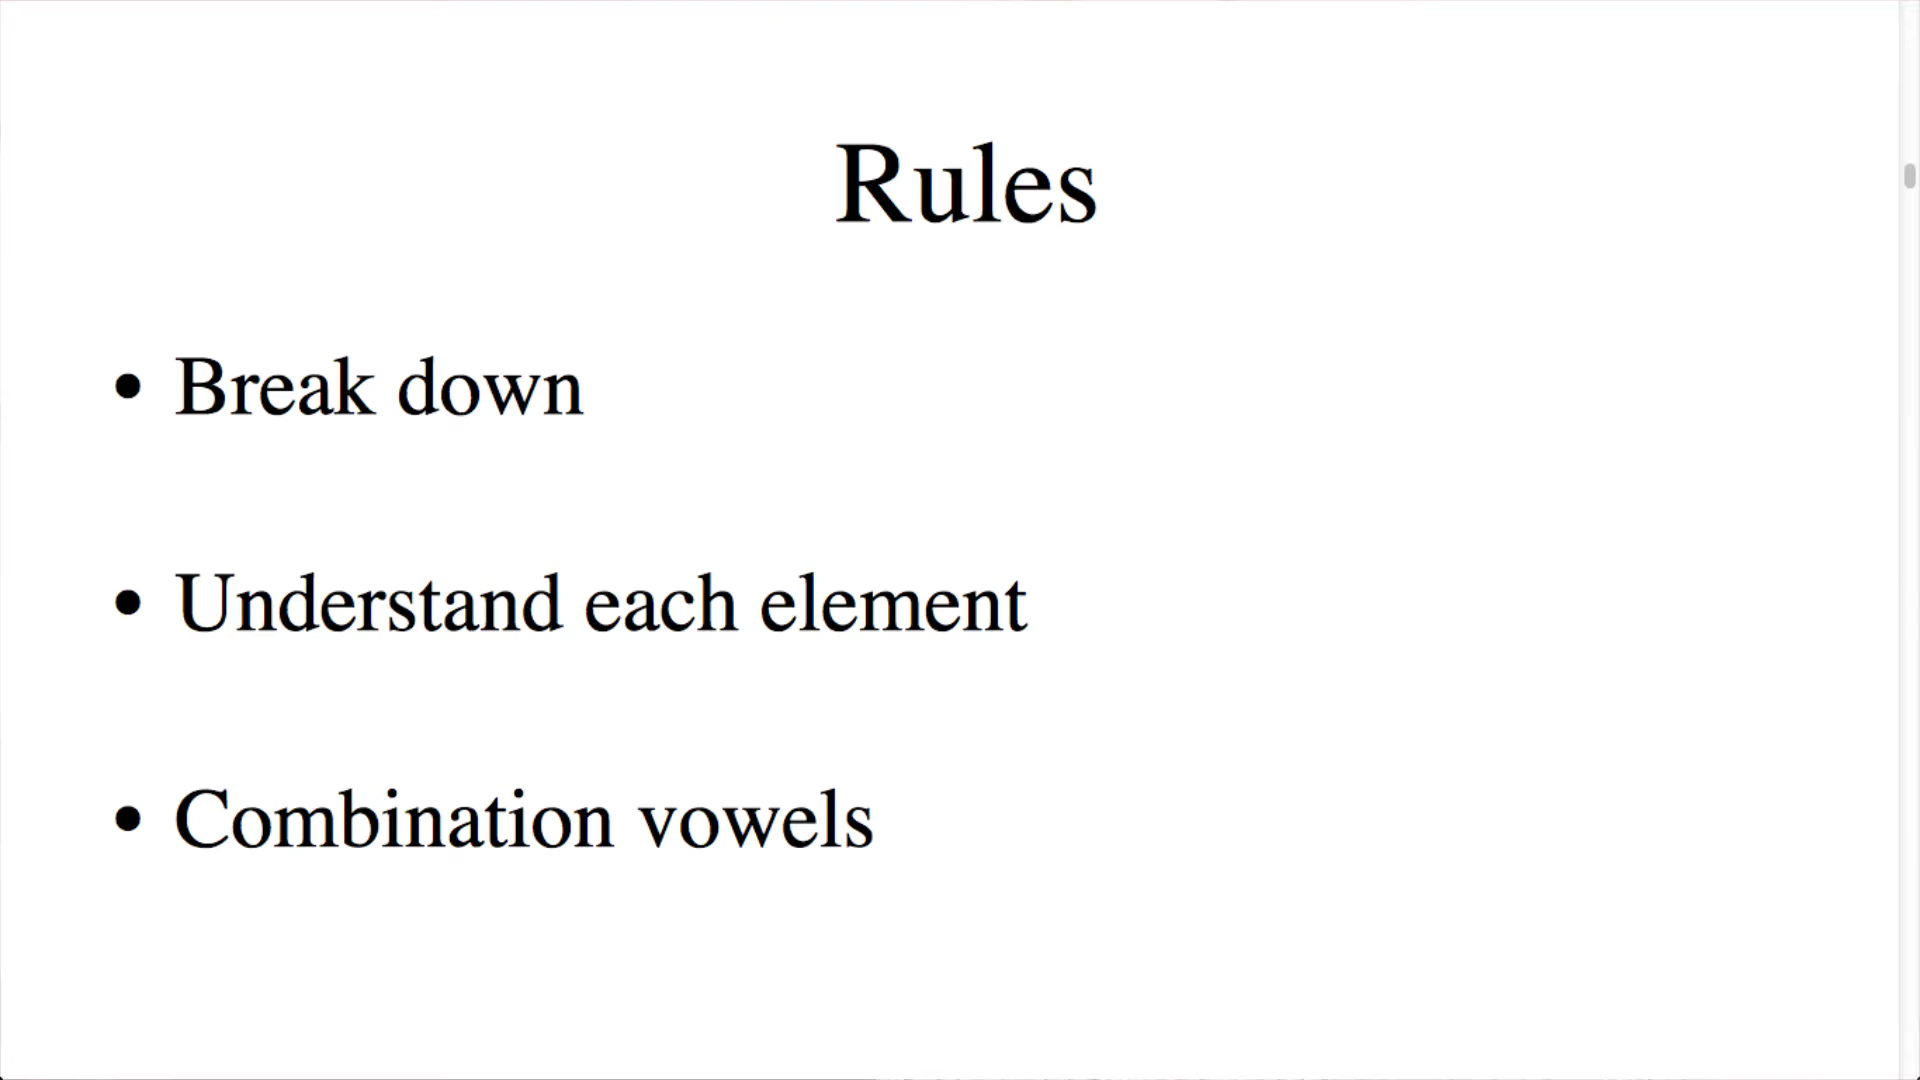 Rules
• Break down
• Understand each element
• Combination vowels